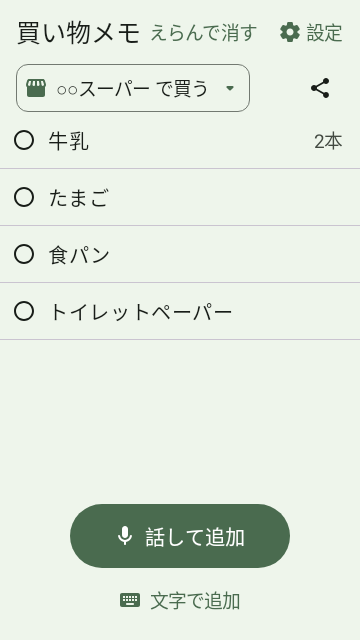 買い物メモ えらんで消す 設定
○○スーパー で買う
牛乳 2本
たまご
食パン
トイレットペーパー
話して追加
文字で追加